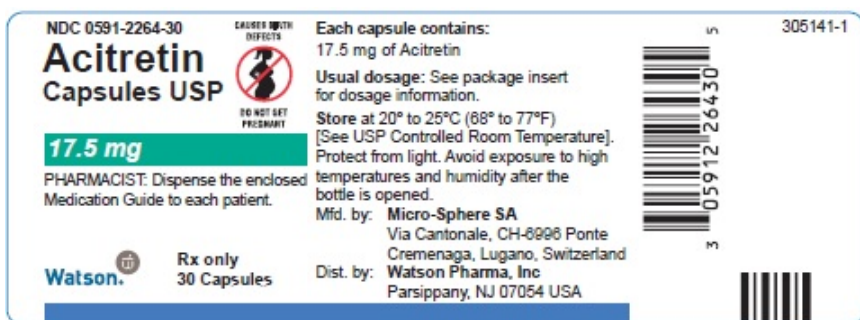 NDC 0591-2264-30
CAUSES BIRTH
DEFECTS
Acitretin
Capsules USP
DO NOT GET
PREGNANT
17.5 mg
PHARMACIST: Dispense the enclosed
Medication Guide to each patient.
Watson.
Rx only
30 Capsules
Each capsule contains:
17.5 mg of Acitretin
Usual dosage: See package insert
for dosage information.
Store at 20° to 25°C (68° to 77°F)
[See USP Controlled Room Temperature].
Protect from light. Avoid exposure to high
temperatures and humidity after the
bottle is opened.
Mfd. by: Micro-Sphere SA
Via Cantonale, CH-6996 Ponte
Cremenaga, Lugano, Switzerland
Dist. by: Watson Pharma, Inc
Parsippany, NJ 07054 USA
3 05912 26430 5
305141-1